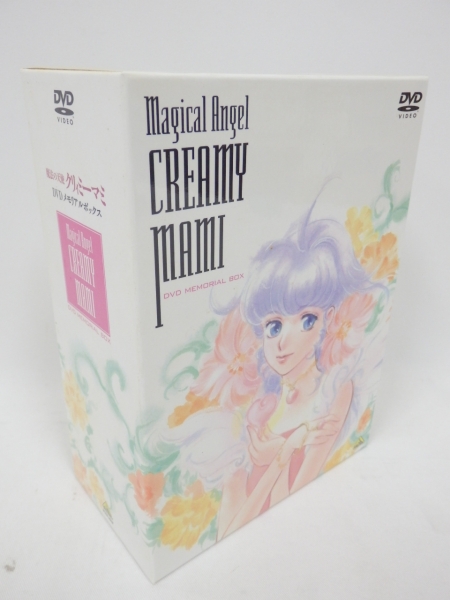 DVD
VIDEO
魔法の天使 クリィミーマミ
DVDメモリアルボックス
Magical Angel
CREAMY
MAMI
DVD
VIDEO
Magical Angel
CREAMY
MAMI
DVD MEMORIAL BOX